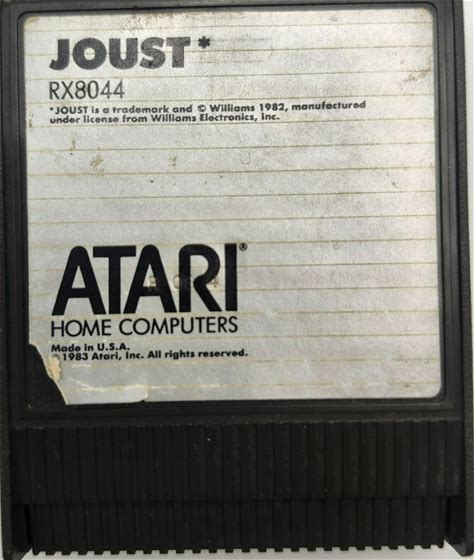 JOUST*
RX8044
*JOUST is a trademark and © Williams 1982, manufactured
under license from Williams Electronics, Inc.
ATARI®
HOME COMPUTERS
Made in U.S.A.
©1983 Atari, Inc. All rights reserved.